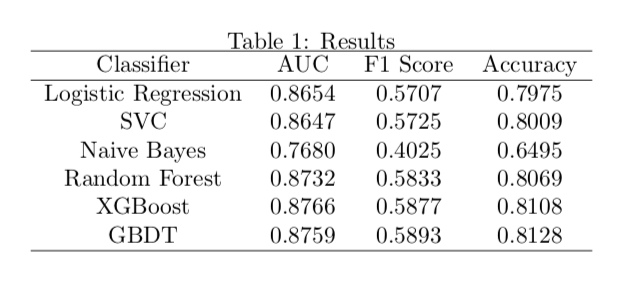 Table 1: Results
Classifier AUC F1 Score Accuracy
Logistic Regression 0.8654 0.5707 0.7975
SVC 0.8647 0.5725 0.8009
Naive Bayes 0.7680 0.4025 0.6495
Random Forest 0.8732 0.5833 0.8069
XGBoost 0.8766 0.5877 0.8108
GBDT 0.8759 0.5893 0.8128